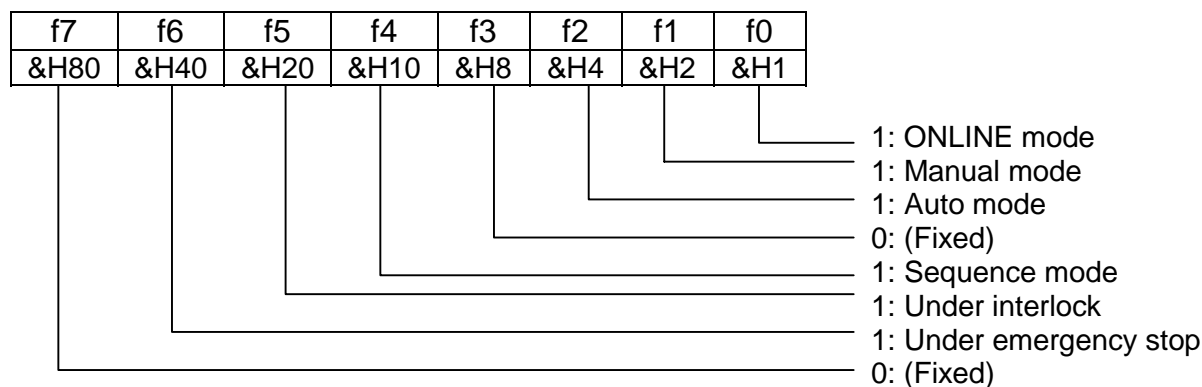 f7 f6 f5 f4 f3 f2 f1 f0
&H80 &H40 &H20 &H10 &H8 &H4 &H2 &H1
1: ONLINE mode
1: Manual mode
1: Auto mode
0: (Fixed)
1: Sequence mode
1: Under interlock
1: Under emergency stop
0: (Fixed)